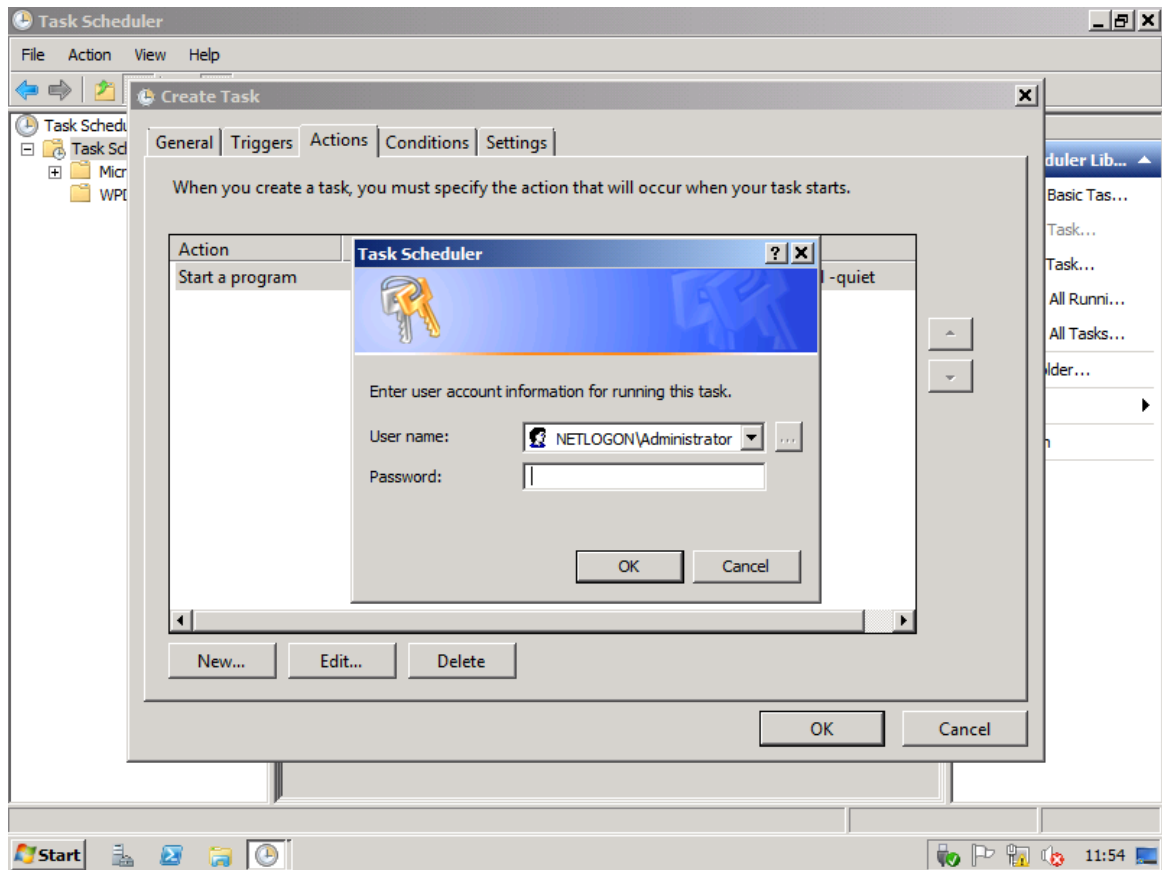 Task Scheduler
File Action View Help
Create Task
Task Schedu
Task Sch
Micr
WPD
General Triggers Actions Conditions Settings
When you create a task, you must specify the action that will occur when your task starts.
Action
Start a program
-quiet
Task Scheduler
Enter user account information for running this task.
User name: NETLOGON\Administrator
Password:
OK Cancel
New... Edit... Delete
OK Cancel
duler Lib...
Basic Tas...
Task...
Task...
All Runni...
All Tasks...
lder...
Start
11:54